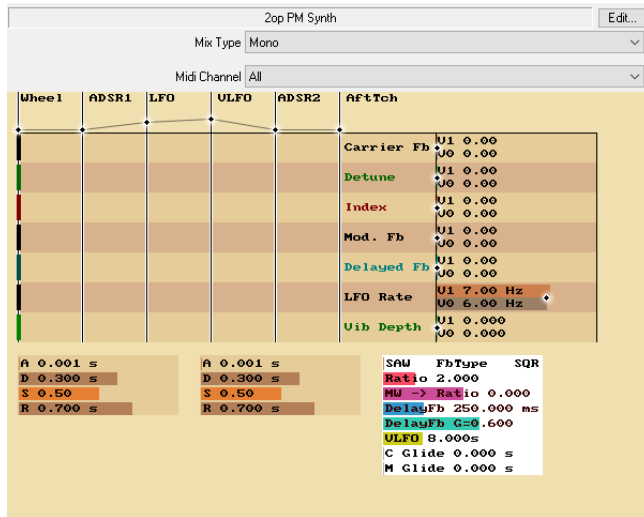 2op PM Synth Edit...
Mix Type Mono
Midi Channel All
Wheel ADSR1 LFO VLFO ADSR2 AftTch
Carrier Fb V1 0.00
V0 0.00
Detune V1 0.00
V0 0.00
Index V1 0.00
V0 0.00
Mod. Fb V1 0.00
V0 0.00
Delayed Fb V1 0.00
V0 0.00
LFO Rate V1 7.00 Hz
V0 6.00 Hz
Vib Depth V1 0.000
V0 0.000
A 0.001 s A 0.001 s SAW FbType SQR
D 0.300 s D 0.300 s Ratio 2.000
S 0.50 S 0.50 MW -> Ratio 0.000
R 0.700 s R 0.700 s DelayFb 250.000 ms
DelayFb G=0.600
VLFO 8.000s
C Glide 0.000 s
M Glide 0.000 s